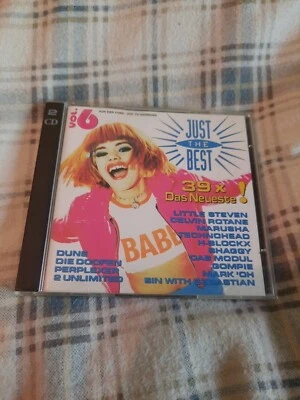 2
CD
VOL.
6
JUST
THE
BEST
39 x
Das Neueste!
LITTLE STEVEN
CELVIN ROTANE
MARUSHA
TECHNOHEAD
H-BLOCKX
SHAGGY
DAS MODUL
GOMPIE
MARK 'OH
SIN WITH SEBASTIAN
BABE
DUNE
DIE DOOFEN
PERPLEXER
2 UNLIMITED